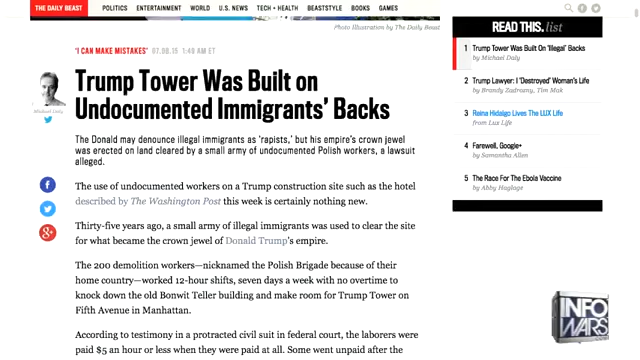 THE DAILY BEAST
POLITICS ENTERTAINMENT WORLD U.S. NEWS TECH + HEALTH BEASTSTYLE BOOKS GAMES
Photo Illustration by The Daily Beast
'I CAN MAKE MISTAKES' 07.08.15 1:49 AM ET
Michael Daly
Trump Tower Was Built on
Undocumented Immigrants' Backs
The Donald may denounce illegal immigrants as 'rapists,' but his empire's crown jewel
was erected on land cleared by a small army of undocumented Polish workers, a lawsuit
alleged.
The use of undocumented workers on a Trump construction site such as the hotel
described by The Washington Post this week is certainly nothing new.
Thirty-five years ago, a small army of illegal immigrants was used to clear the site
for what became the crown jewel of Donald Trump's empire.
The 200 demolition workers—nicknamed the Polish Brigade because of their
home country—worked 12-hour shifts, seven days a week with no overtime to
knock down the old Bonwit Teller building and make room for Trump Tower on
Fifth Avenue in Manhattan.
According to testimony in a protracted civil suit in federal court, the laborers were
paid $5 an hour or less when they were paid at all. Some went unpaid after the
READ THIS. list
1 Trump Tower Was Built On 'Illegal' Backs
by Michael Daly
2 Trump Lawyer: I 'Destroyed' Woman's Life
by Brandy Zadrozny, Tim Mak
3 Reina Hidalgo Lives The LUX Life
from Lux Life
4 Farewell, Google+
by Samantha Allen
5 The Race For The Ebola Vaccine
by Abby Haglage
INFO
WARS